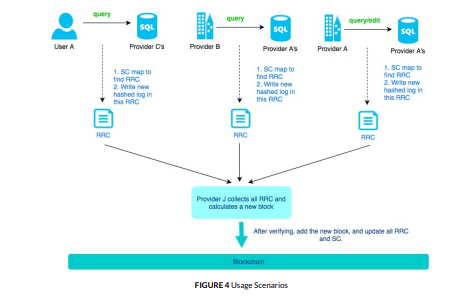 query
query
query/edit
SQL
SQL
SQL
User A
Provider C's
Provider B
Provider A's
Provider A
Provider A's
1. SC map to
find RRC
2. Write new
hashed log in
this RRC
1. SC map to
find RRC
2. Write new
hashed log in
this RRC
1. SC map to
find RRC
2. Write new
hashed log in
this RRC
RRC
RRC
RRC
Provider J collects all RRC and
calculates a new block
After verifying, add the new block, and update all RRC
and SC.
Blockchain
FIGURE 4 Usage Scenarios